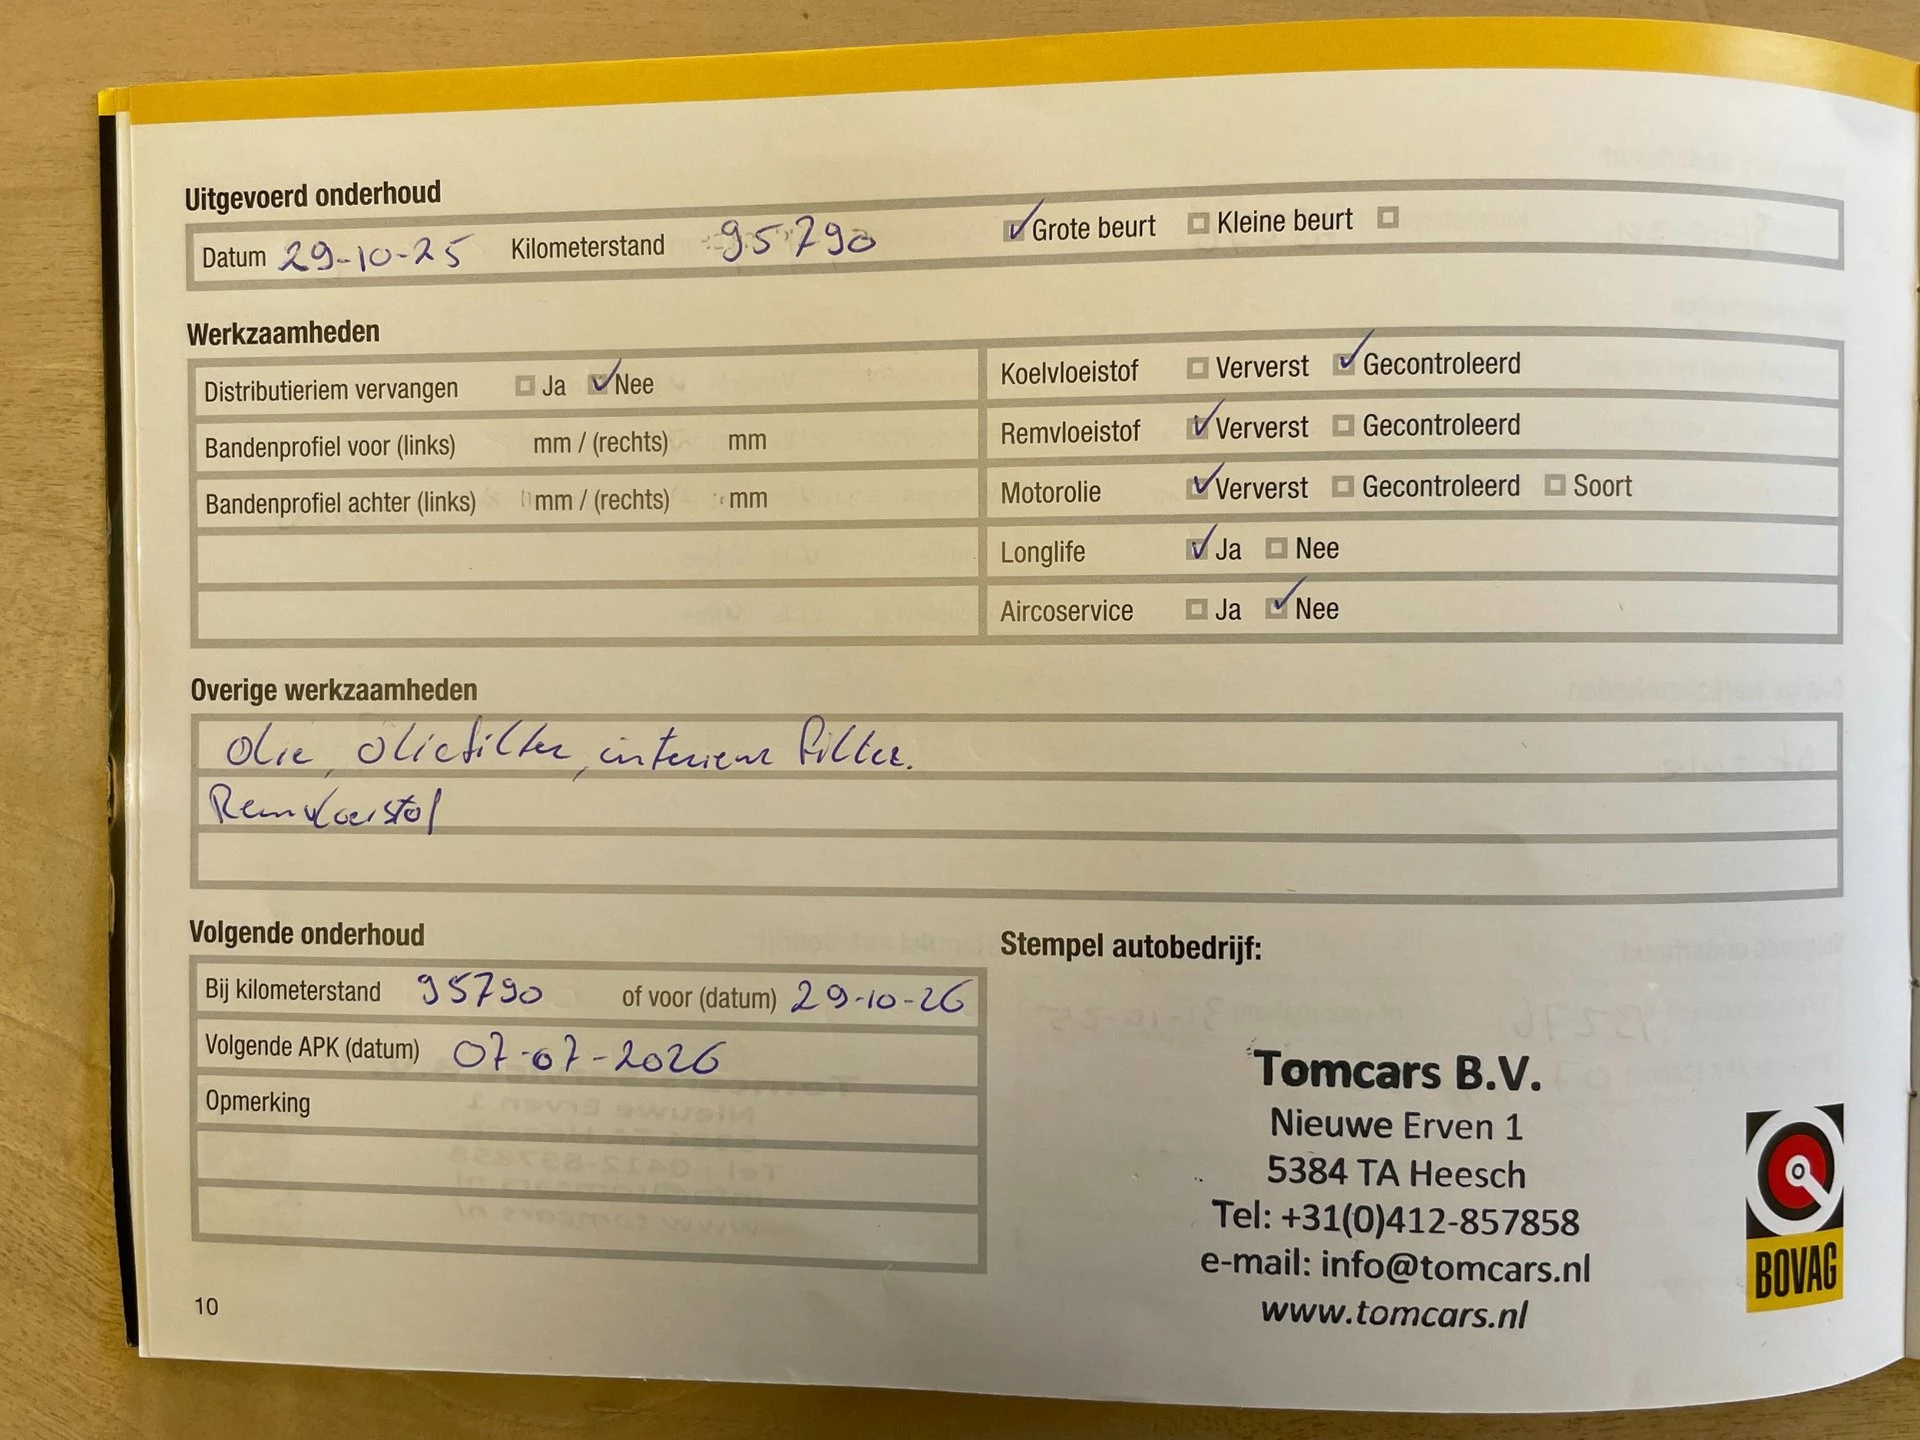 Uitgevoerd onderhoud
Datum 29-10-25 Kilometerstand 95790 Grote beurt Kleine beurt
Werkzaamheden
Distributieriem vervangen Ja Nee
Bandenprofiel voor (links) mm / (rechts) mm
Bandenprofiel achter (links) mm / (rechts) mm
Koelvloeistof Ververst Gecontroleerd
Remvloeistof Ververst Gecontroleerd
Motorolie Ververst Gecontroleerd Soort
Longlife Ja Nee
Aircoservice Ja Nee
Overige werkzaamheden
Olie, Oliefilter, interieur filter.
Remvloeistof
Volgende onderhoud
Bij kilometerstand 95790 of voor (datum) 29-10-26
Volgende APK (datum) 07-07-2026
Opmerking
Stempel autobedrijf:
Tomcars B.V.
Nieuwe Erven 1
5384 TA Heesch
Tel: +31(0)412-857858
e-mail: info@tomcars.nl
www.tomcars.nl
BOVAG
10